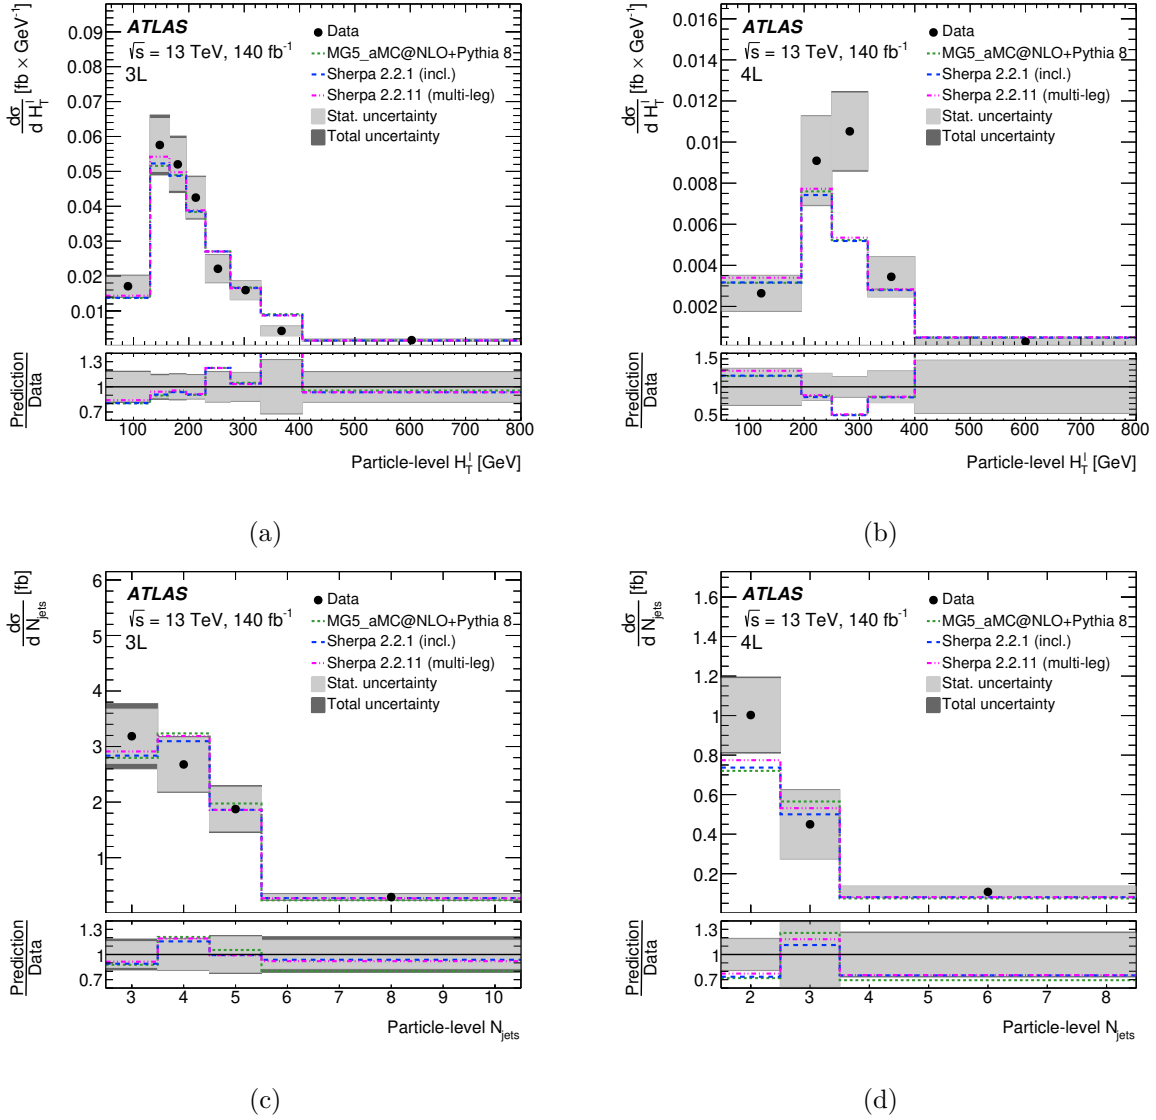 ATLAS
√s = 13 TeV, 140 fb⁻¹
3L
Data
MG5_aMC@NLO+Pythia 8
Sherpa 2.2.1 (incl.)
Sherpa 2.2.11 (multi-leg)
Stat. uncertainty
Total uncertainty
dσ/d H_T^l [fb × GeV⁻¹]
0.09
0.08
0.07
0.06
0.05
0.04
0.03
0.02
0.01
Prediction/Data
1.3
1
0.7
100 200 300 400 500 600 700 800
Particle-level H_T^l [GeV]
(a)
ATLAS
√s = 13 TeV, 140 fb⁻¹
4L
Data
MG5_aMC@NLO+Pythia 8
Sherpa 2.2.1 (incl.)
Sherpa 2.2.11 (multi-leg)
Stat. uncertainty
Total uncertainty
dσ/d H_T^l [fb × GeV⁻¹]
0.016
0.014
0.012
0.01
0.008
0.006
0.004
0.002
Prediction/Data
1.5
1
0.5
100 200 300 400 500 600 700 800
Particle-level H_T^l [GeV]
(b)
ATLAS
√s = 13 TeV, 140 fb⁻¹
3L
Data
MG5_aMC@NLO+Pythia 8
Sherpa 2.2.1 (incl.)
Sherpa 2.2.11 (multi-leg)
Stat. uncertainty
Total uncertainty
dσ/d N_jets [fb]
6
5
4
3
2
1
Prediction/Data
1.3
1
0.7
3 4 5 6 7 8 9 10
Particle-level N_jets
(c)
ATLAS
√s = 13 TeV, 140 fb⁻¹
4L
Data
MG5_aMC@NLO+Pythia 8
Sherpa 2.2.1 (incl.)
Sherpa 2.2.11 (multi-leg)
Stat. uncertainty
Total uncertainty
dσ/d N_jets [fb]
1.6
1.4
1.2
1
0.8
0.6
0.4
0.2
Prediction/Data
1.3
1
0.7
2 3 4 5 6 7 8
Particle-level N_jets
(d)